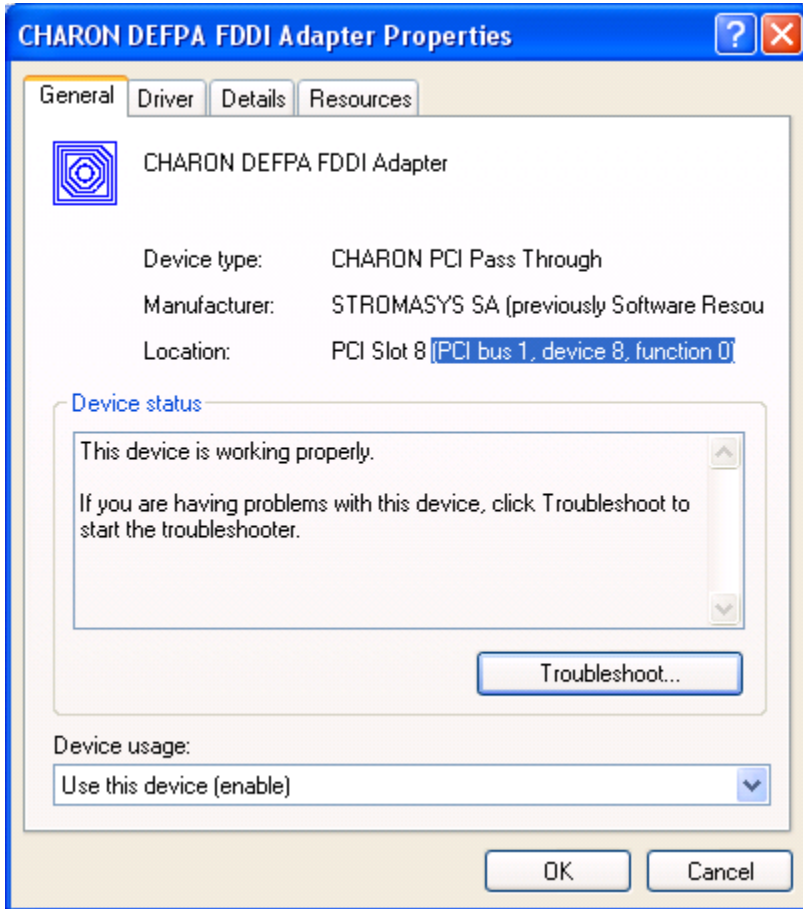 CHARON DEFPA FDDI Adapter Properties
General Driver Details Resources
CHARON DEFPA FDDI Adapter
Device type: CHARON PCI Pass Through
Manufacturer: STROMASYS SA (previously Software Resou
Location: PCI Slot 8 (PCI bus 1, device 8, function 0)
Device status
This device is working properly.
If you are having problems with this device, click Troubleshoot to
start the troubleshooter.
Troubleshoot...
Device usage:
Use this device (enable)
OK Cancel